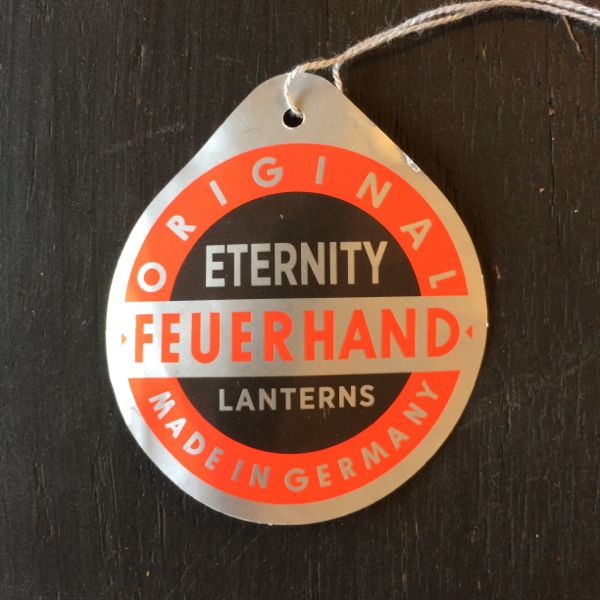 ORIGINAL
ETERNITY
FEUERHAND
LANTERNS
MADE IN GERMANY